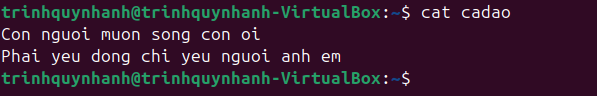 trinhquynhanh@trinhquynhanh-VirtualBox:~$ cat cadao
Con nguoi muon song con oi
Phai yeu dong chi yeu nguoi anh em
trinhquynhanh@trinhquynhanh-VirtualBox:~$